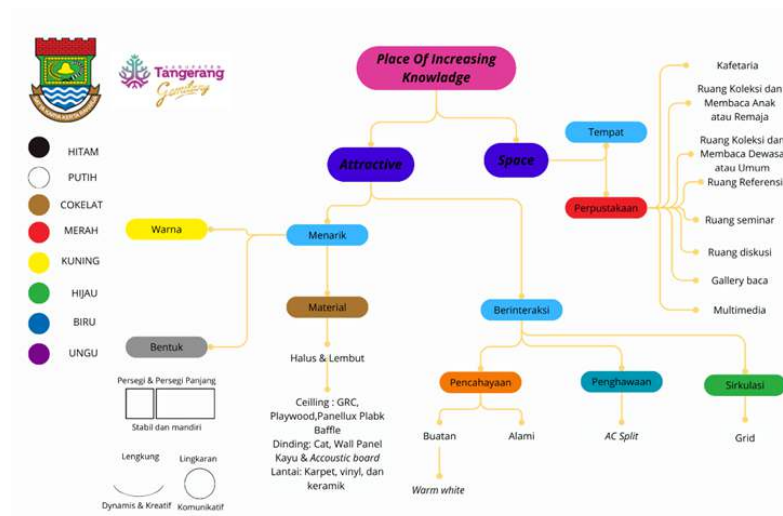 Place Of Increasing
Knowladge
KABUPATEN
Tangerang
Gemilang
Attractive
Space
Tempat
Perpustakaan
Kafetaria
Ruang Koleksi dan
Membaca Anak
atau Remaja
Ruang Koleksi dan
Membaca Dewasa
atau Umum
Ruang Referensi
Ruang seminar
Ruang diskusi
Gallery baca
Multimedia
HITAM
PUTIH
COKELAT
MERAH
KUNING
HIJAU
BIRU
UNGU
Warna
Menarik
Material
Bentuk
Berinteraksi
Halus & Lembut
Ceilling : GRC,
Playwood,Panellux Plabk
Baffle
Dinding: Cat, Wall Panel
Kayu & Accoustic board
Lantai: Karpet, vinyl, dan
keramik
Pencahayaan
Penghawaan
Sirkulasi
Buatan
Alami
AC Split
Grid
Warm white
Persegi & Persegi Panjang
Stabil dan mandiri
Lengkung
Lingkaran
Dynamis & Kreatif
Komunikatif